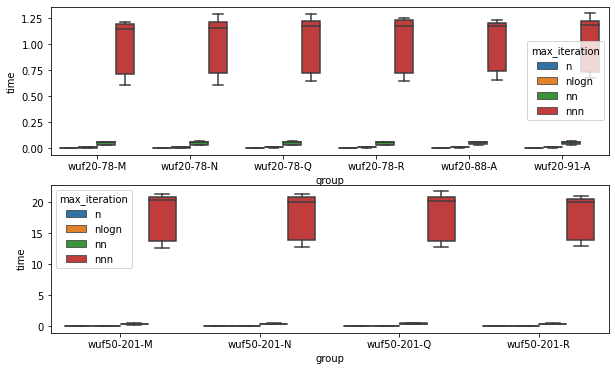 1.25
1.00
0.75
0.50
0.25
0.00
time
max_iteration
n
nlogn
nn
nnn
wuf20-78-M wuf20-78-N wuf20-78-Q wuf20-78-R wuf20-88-A wuf20-91-A
group
20
15
10
5
0
time
max_iteration
n
nlogn
nn
nnn
wuf50-201-M wuf50-201-N wuf50-201-Q wuf50-201-R
group